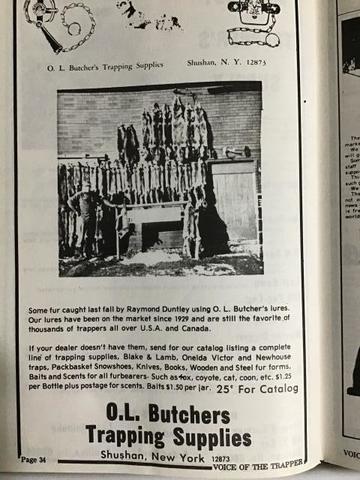 O. L. Butcher's Trapping Supplies Shushan, N. Y. 12873
Some fur caught last fall by Raymond Duntley using O. L. Butcher's lures.
Our lures have been on the market since 1929 and are still the favorite of
thousands of trappers all over U.S.A. and Canada.
If your dealer doesn't have them, send for our catalog listing a complete
line of trapping supplies, Blake & Lamb, Oneida Victor and Newhouse
traps, Packbasket Snowshoes, Knives, Books, Wooden and Steel fur forms.
Baits and Scents for all furbearers. Such as fox, coyote, cat, coon, etc. $1.25
per Bottle plus postage for scents. Baits $1.50 per jar. 25¢ For Catalog
O.L. Butchers
Trapping Supplies
Shushan, New York 12873
Page 34 VOICE OF THE TRAPPER